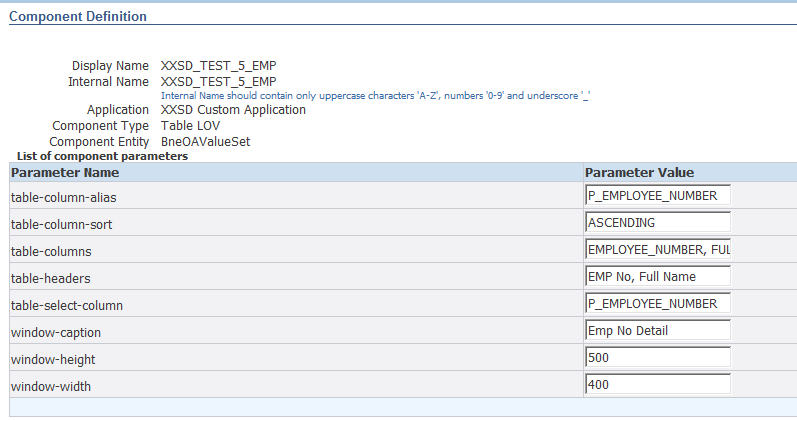 Component Definition
Display Name XXSD_TEST_5_EMP
Internal Name XXSD_TEST_5_EMP
Internal Name should contain only uppercase characters 'A-Z', numbers '0-9' and underscore '_'
Application XXSD Custom Application
Component Type Table LOV
Component Entity BneOAValueSet
List of component parameters
Parameter Name Parameter Value
table-column-alias P_EMPLOYEE_NUMBER
table-column-sort ASCENDING
table-columns EMPLOYEE_NUMBER, FUL
table-headers EMP No, Full Name
table-select-column P_EMPLOYEE_NUMBER
window-caption Emp No Detail
window-height 500
window-width 400